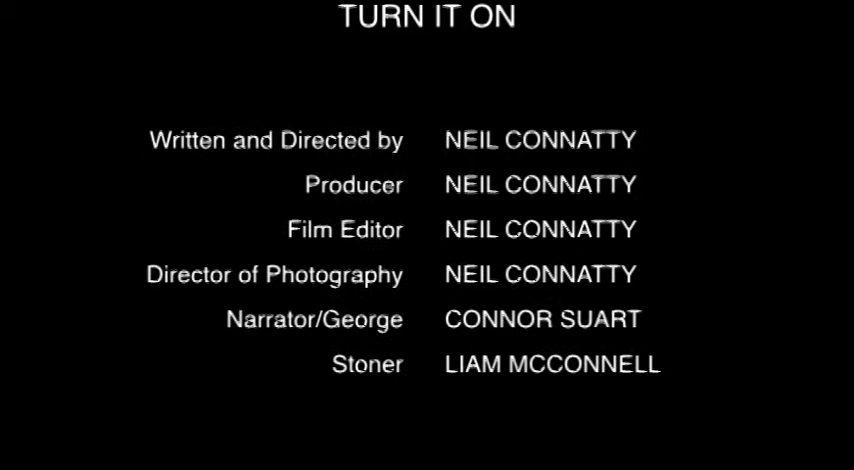 TURN IT ON
Written and Directed by NEIL CONNATTY
Producer NEIL CONNATTY
Film Editor NEIL CONNATTY
Director of Photography NEIL CONNATTY
Narrator/George CONNOR SUART
Stoner LIAM MCCONNELL